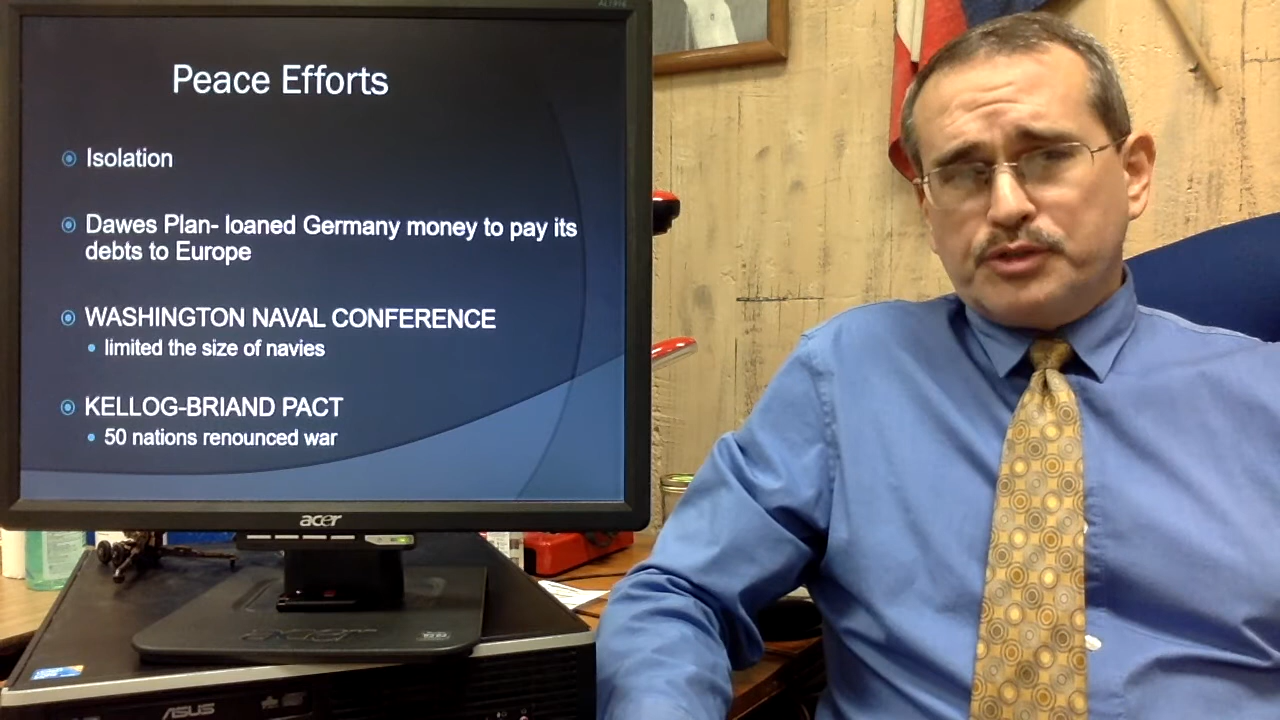 Peace Efforts
Isolation
Dawes Plan- loaned Germany money to pay its
debts to Europe
WASHINGTON NAVAL CONFERENCE
limited the size of navies
KELLOG-BRIAND PACT
50 nations renounced war
acer
acer
ASUS